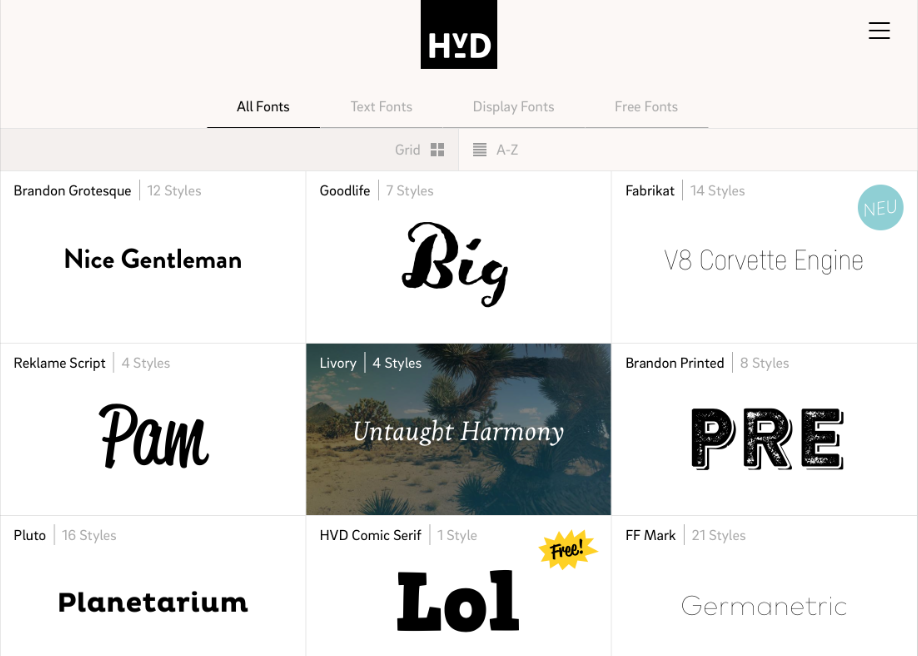 HVD
All Fonts
Text Fonts
Display Fonts
Free Fonts
Grid
A-Z
Brandon Grotesque
12 Styles
Nice Gentleman
Goodlife
7 Styles
Big
Fabrikat
14 Styles
NEU
V8 Corvette Engine
Reklame Script
4 Styles
Pam
Livory
4 Styles
Untaught Harmony
Brandon Printed
8 Styles
PRE
Pluto
16 Styles
Planetarium
HVD Comic Serif
1 Style
Free!
Lol
FF Mark
21 Styles
Germanetric